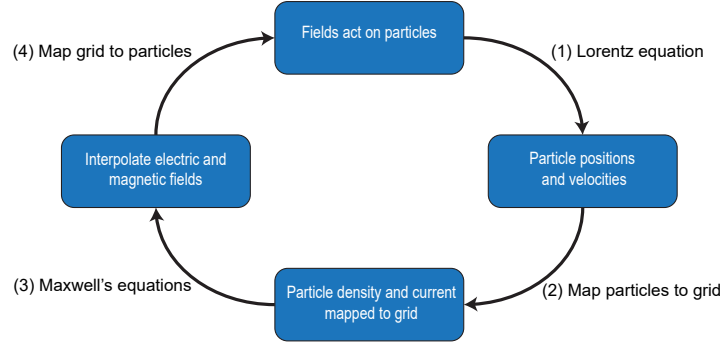 Fields act on particles
(4) Map grid to particles
(1) Lorentz equation
Interpolate electric and
magnetic fields
Particle positions
and velocities
(3) Maxwell’s equations
Particle density and current
mapped to grid
(2) Map particles to grid